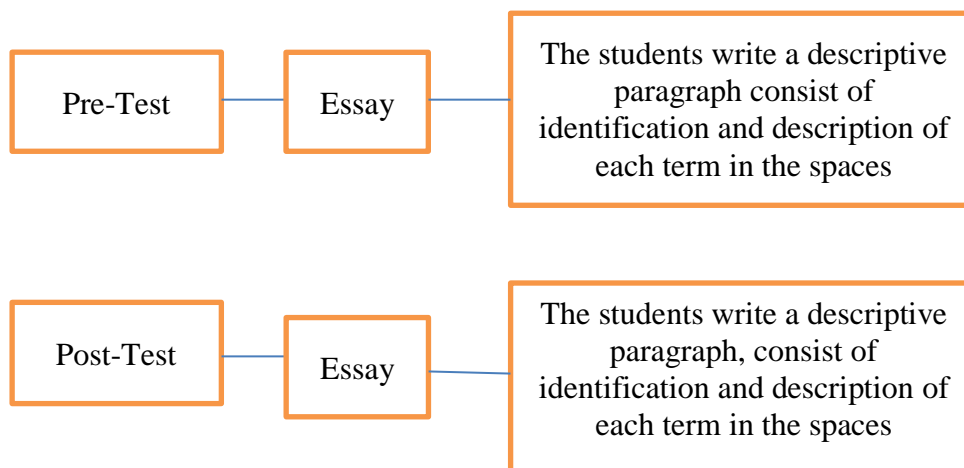 Pre-Test
Essay
The students write a descriptive
paragraph consist of
identification and description of
each term in the spaces
Post-Test
Essay
The students write a descriptive
paragraph, consist of
identification and description of
each term in the spaces